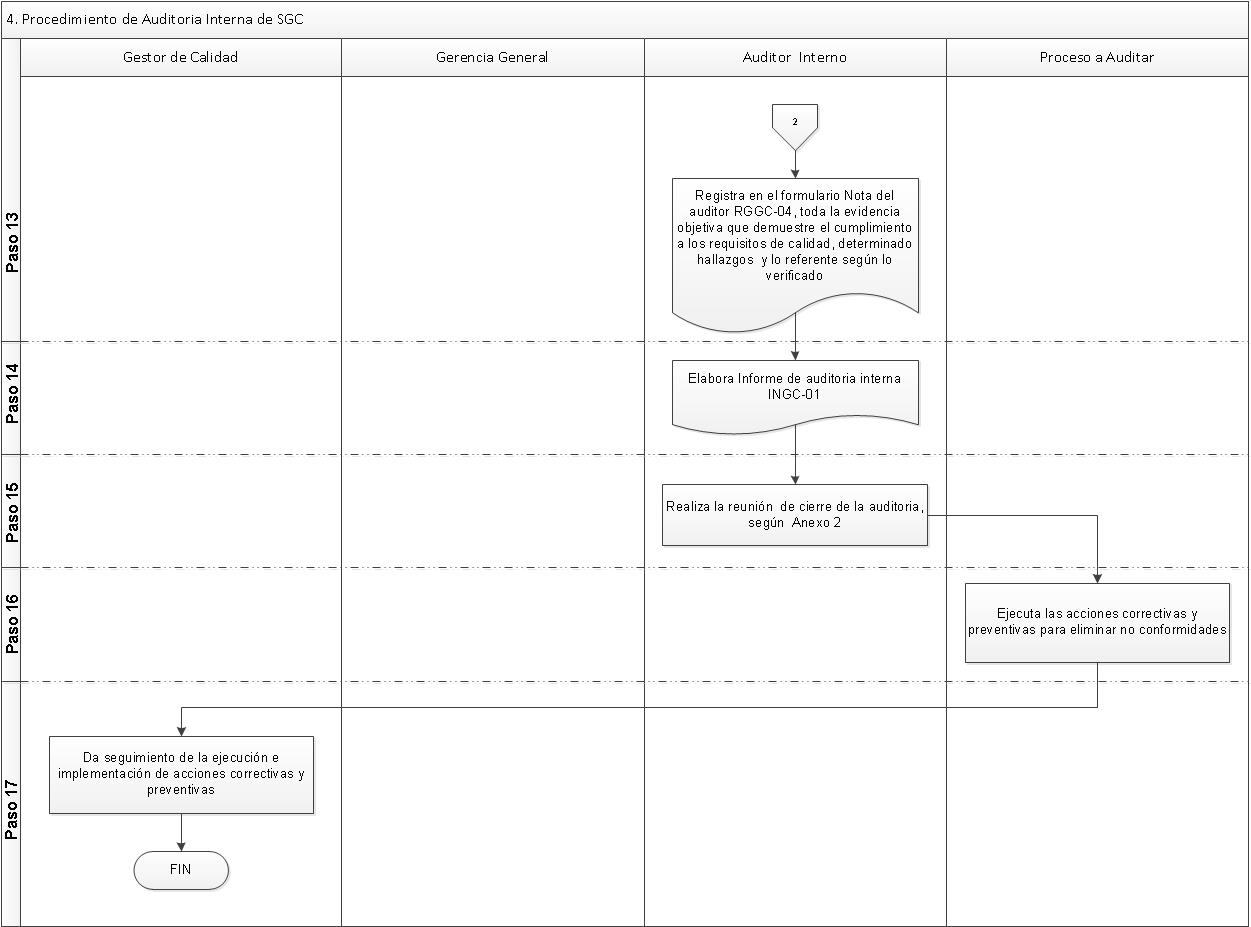 4. Procedimiento de Auditoria Interna de SGC
Gestor de Calidad
Gerencia General
Auditor Interno
Proceso a Auditar
Paso 13
2
Registra en el formulario Nota del
auditor RGGC-04, toda la evidencia
objetiva que demuestre el cumplimiento
a los requisitos de calidad, determinado
hallazgos y lo referente según lo
verificado
Paso 14
Elabora Informe de auditoria interna
INGC-01
Paso 15
Realiza la reunión de cierre de la auditoria,
según Anexo 2
Paso 16
Ejecuta las acciones correctivas y
preventivas para eliminar no conformidades
Paso 17
Da seguimiento de la ejecución e
implementación de acciones correctivas y
preventivas
FIN